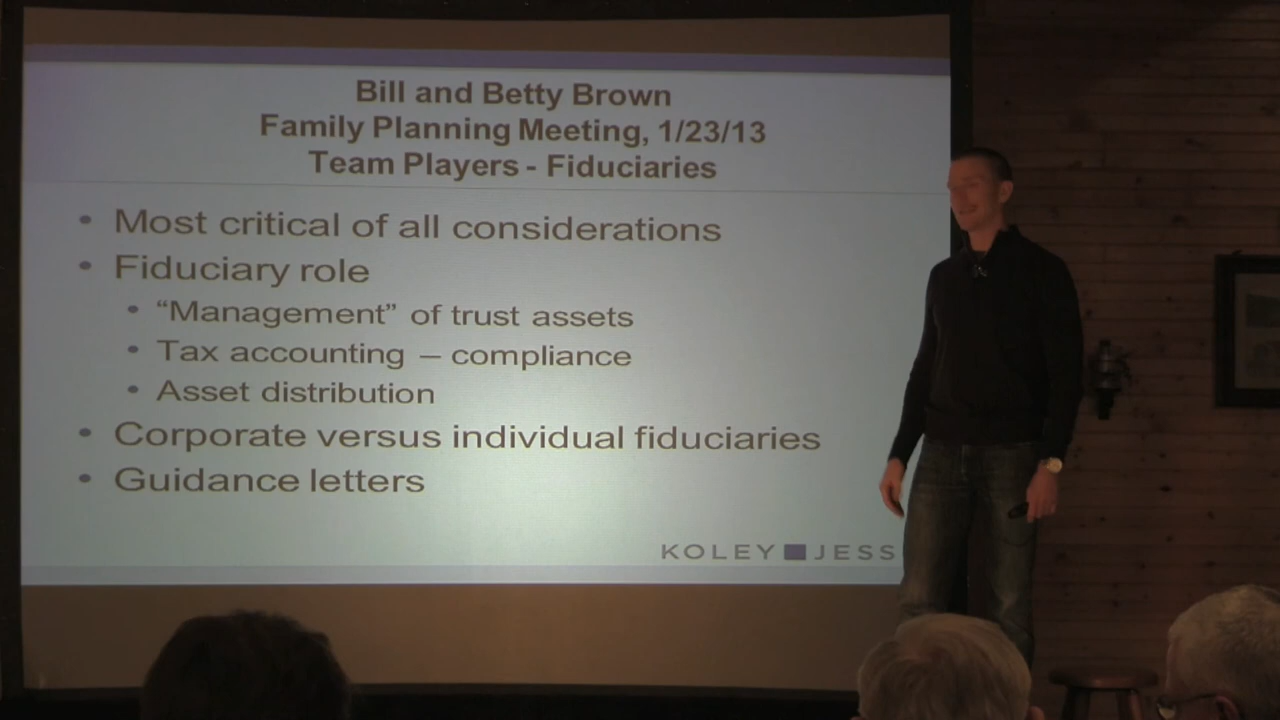 Bill and Betty Brown
Family Planning Meeting, 1/23/13
Team Players - Fiduciaries
• Most critical of all considerations
• Fiduciary role
• “Management” of trust assets
• Tax accounting – compliance
• Asset distribution
• Corporate versus individual fiduciaries
• Guidance letters
KOLEY JESS